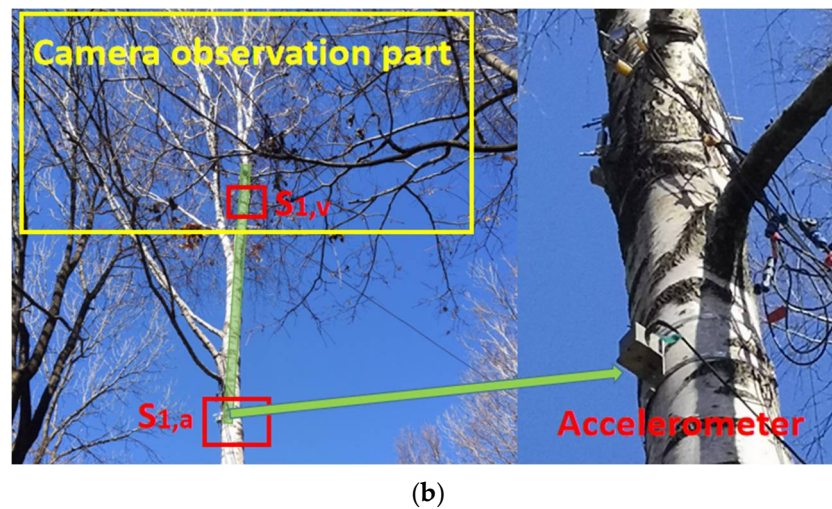 Camera observation part
S1,v
S1,a
Accelerometer
(b)